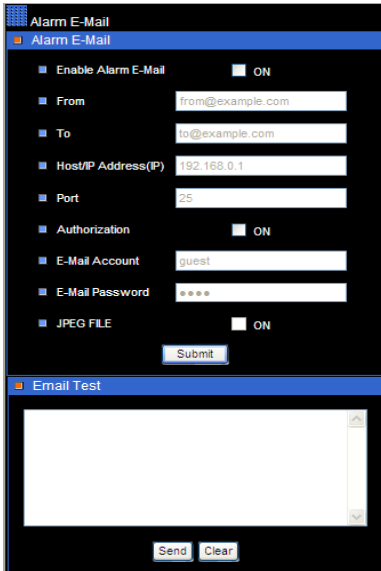 Alarm E-Mail
Alarm E-Mail
Enable Alarm E-Mail ON
From from@example.com
To to@example.com
Host/IP Address(IP) 192.168.0.1
Port 25
Authorization ON
E-Mail Account guest
E-Mail Password ●●●●
JPEG FILE ON
Submit
Email Test
Send Clear